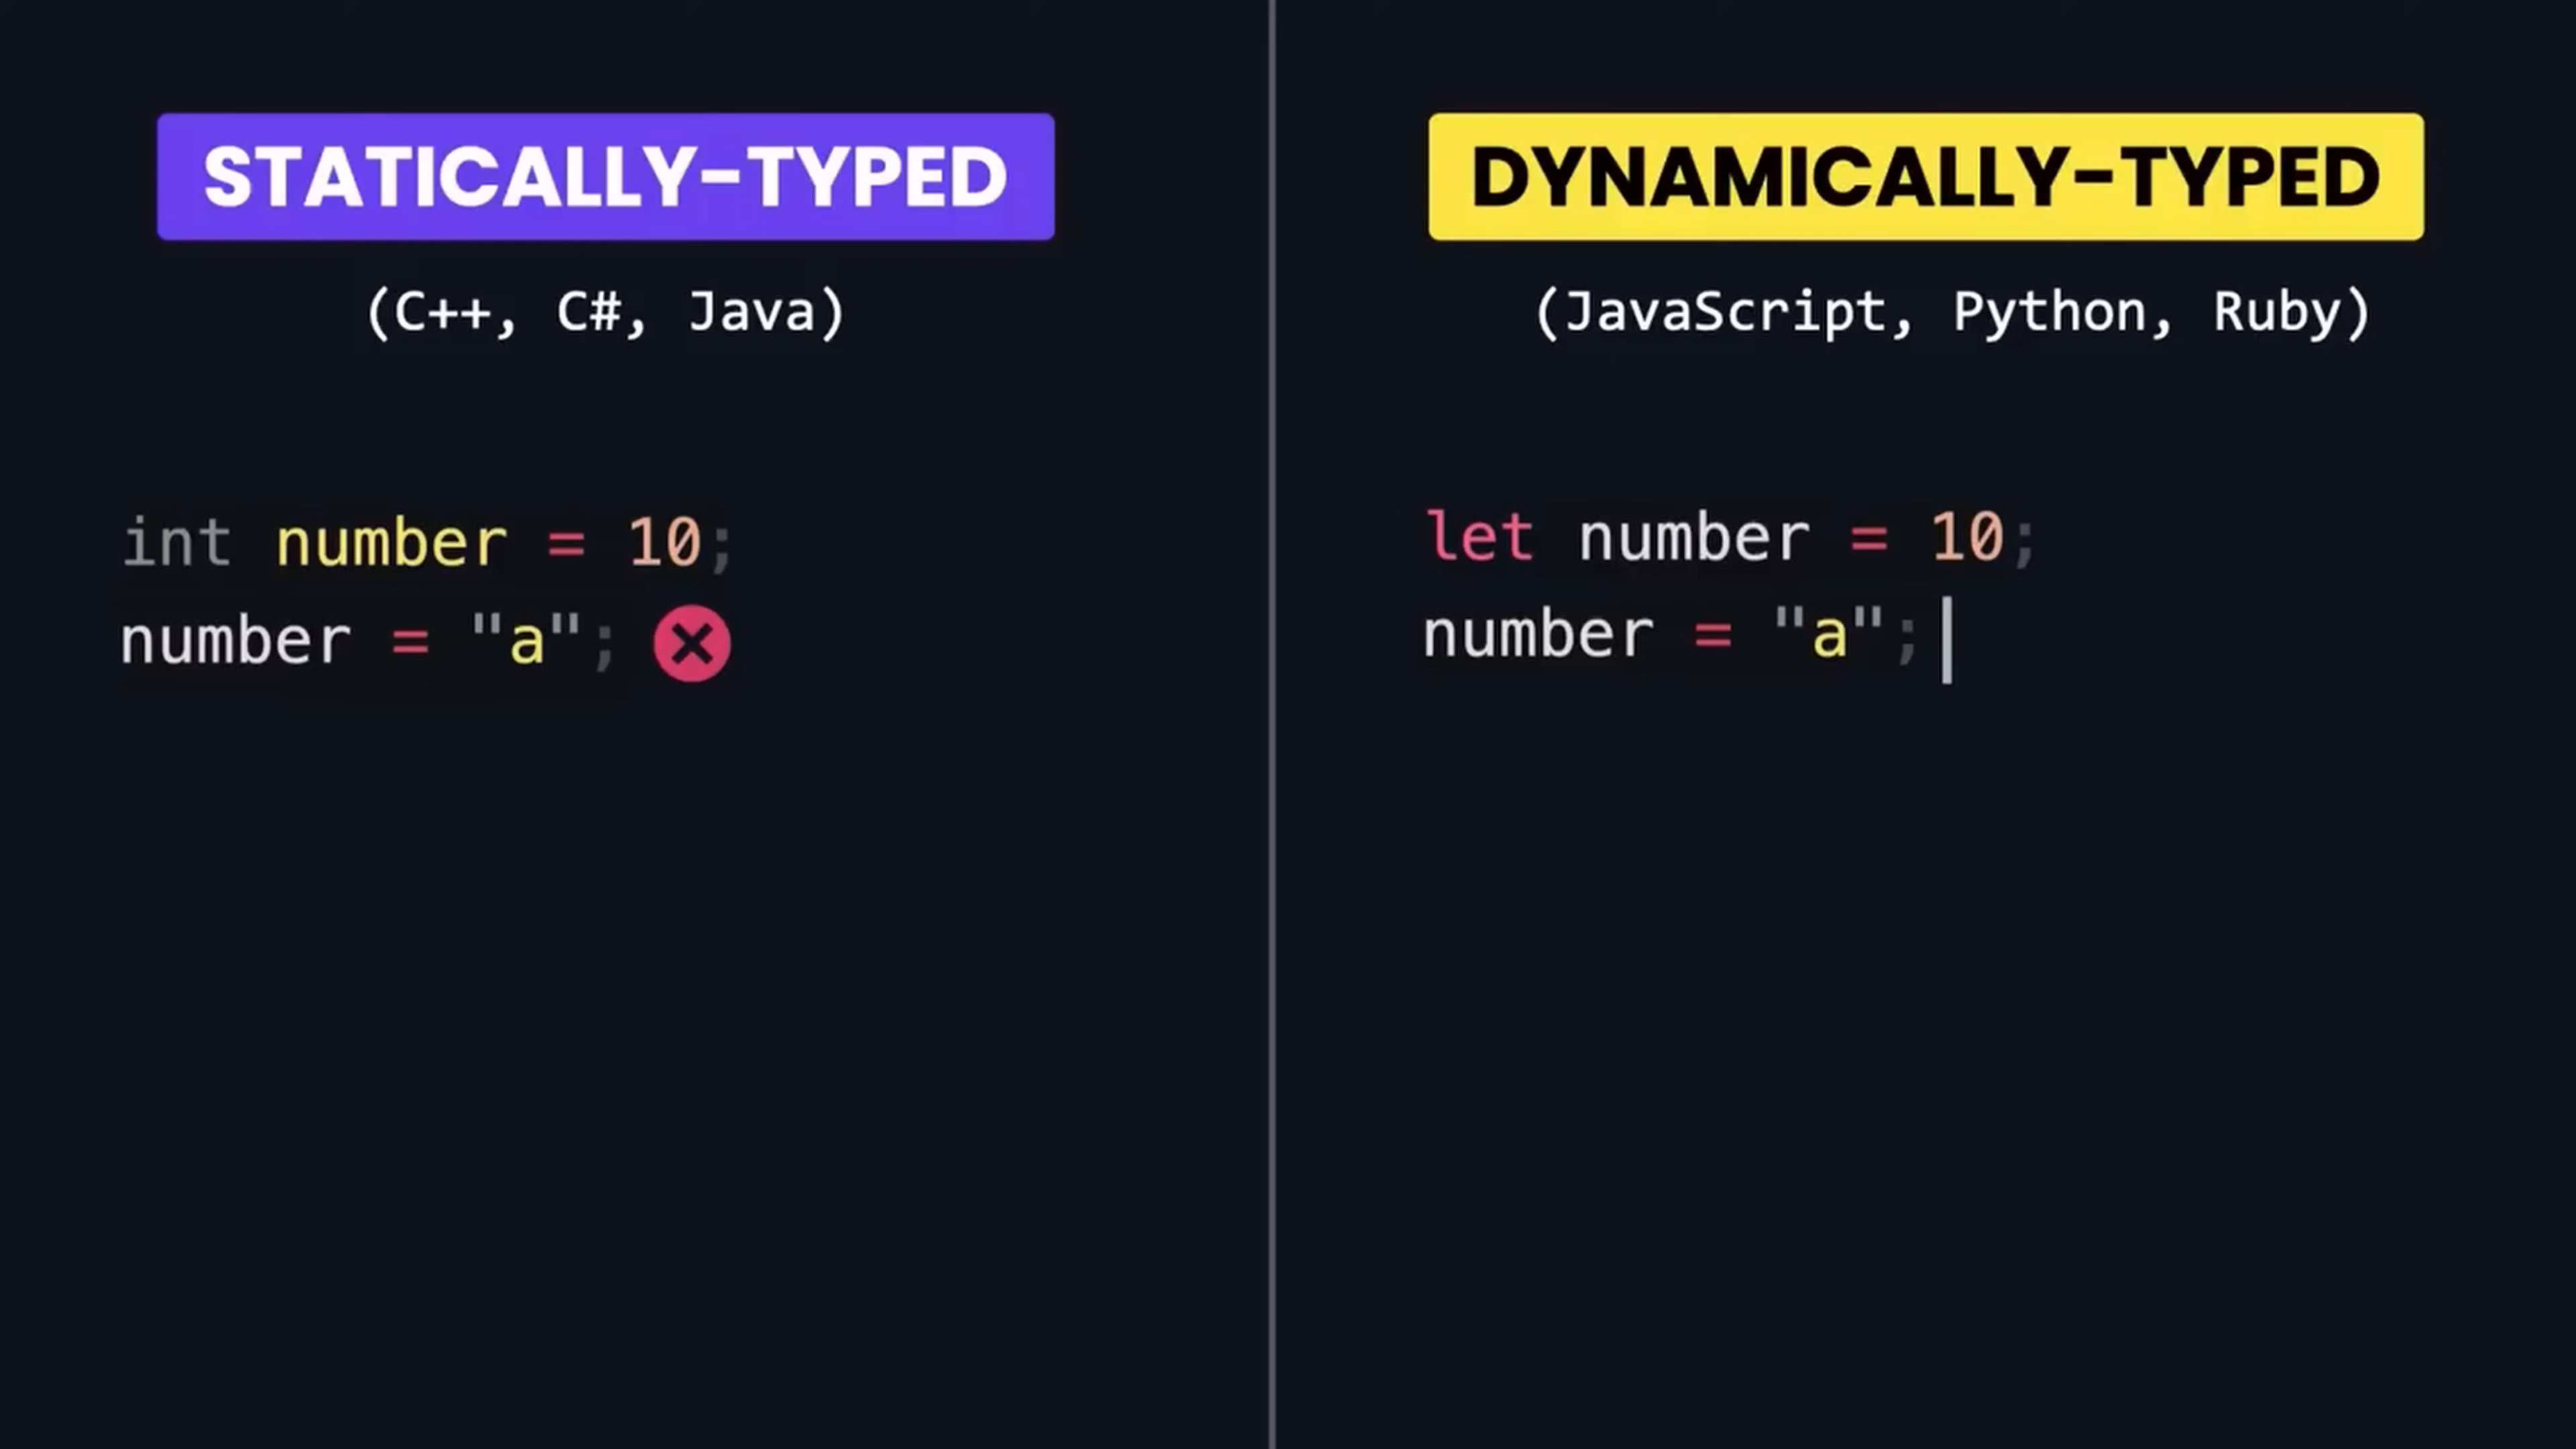 STATICALLY-TYPED
(C++, C#, Java)
int number = 10;
number = "a";
DYNAMICALLY-TYPED
(JavaScript, Python, Ruby)
let number = 10;
number = "a";